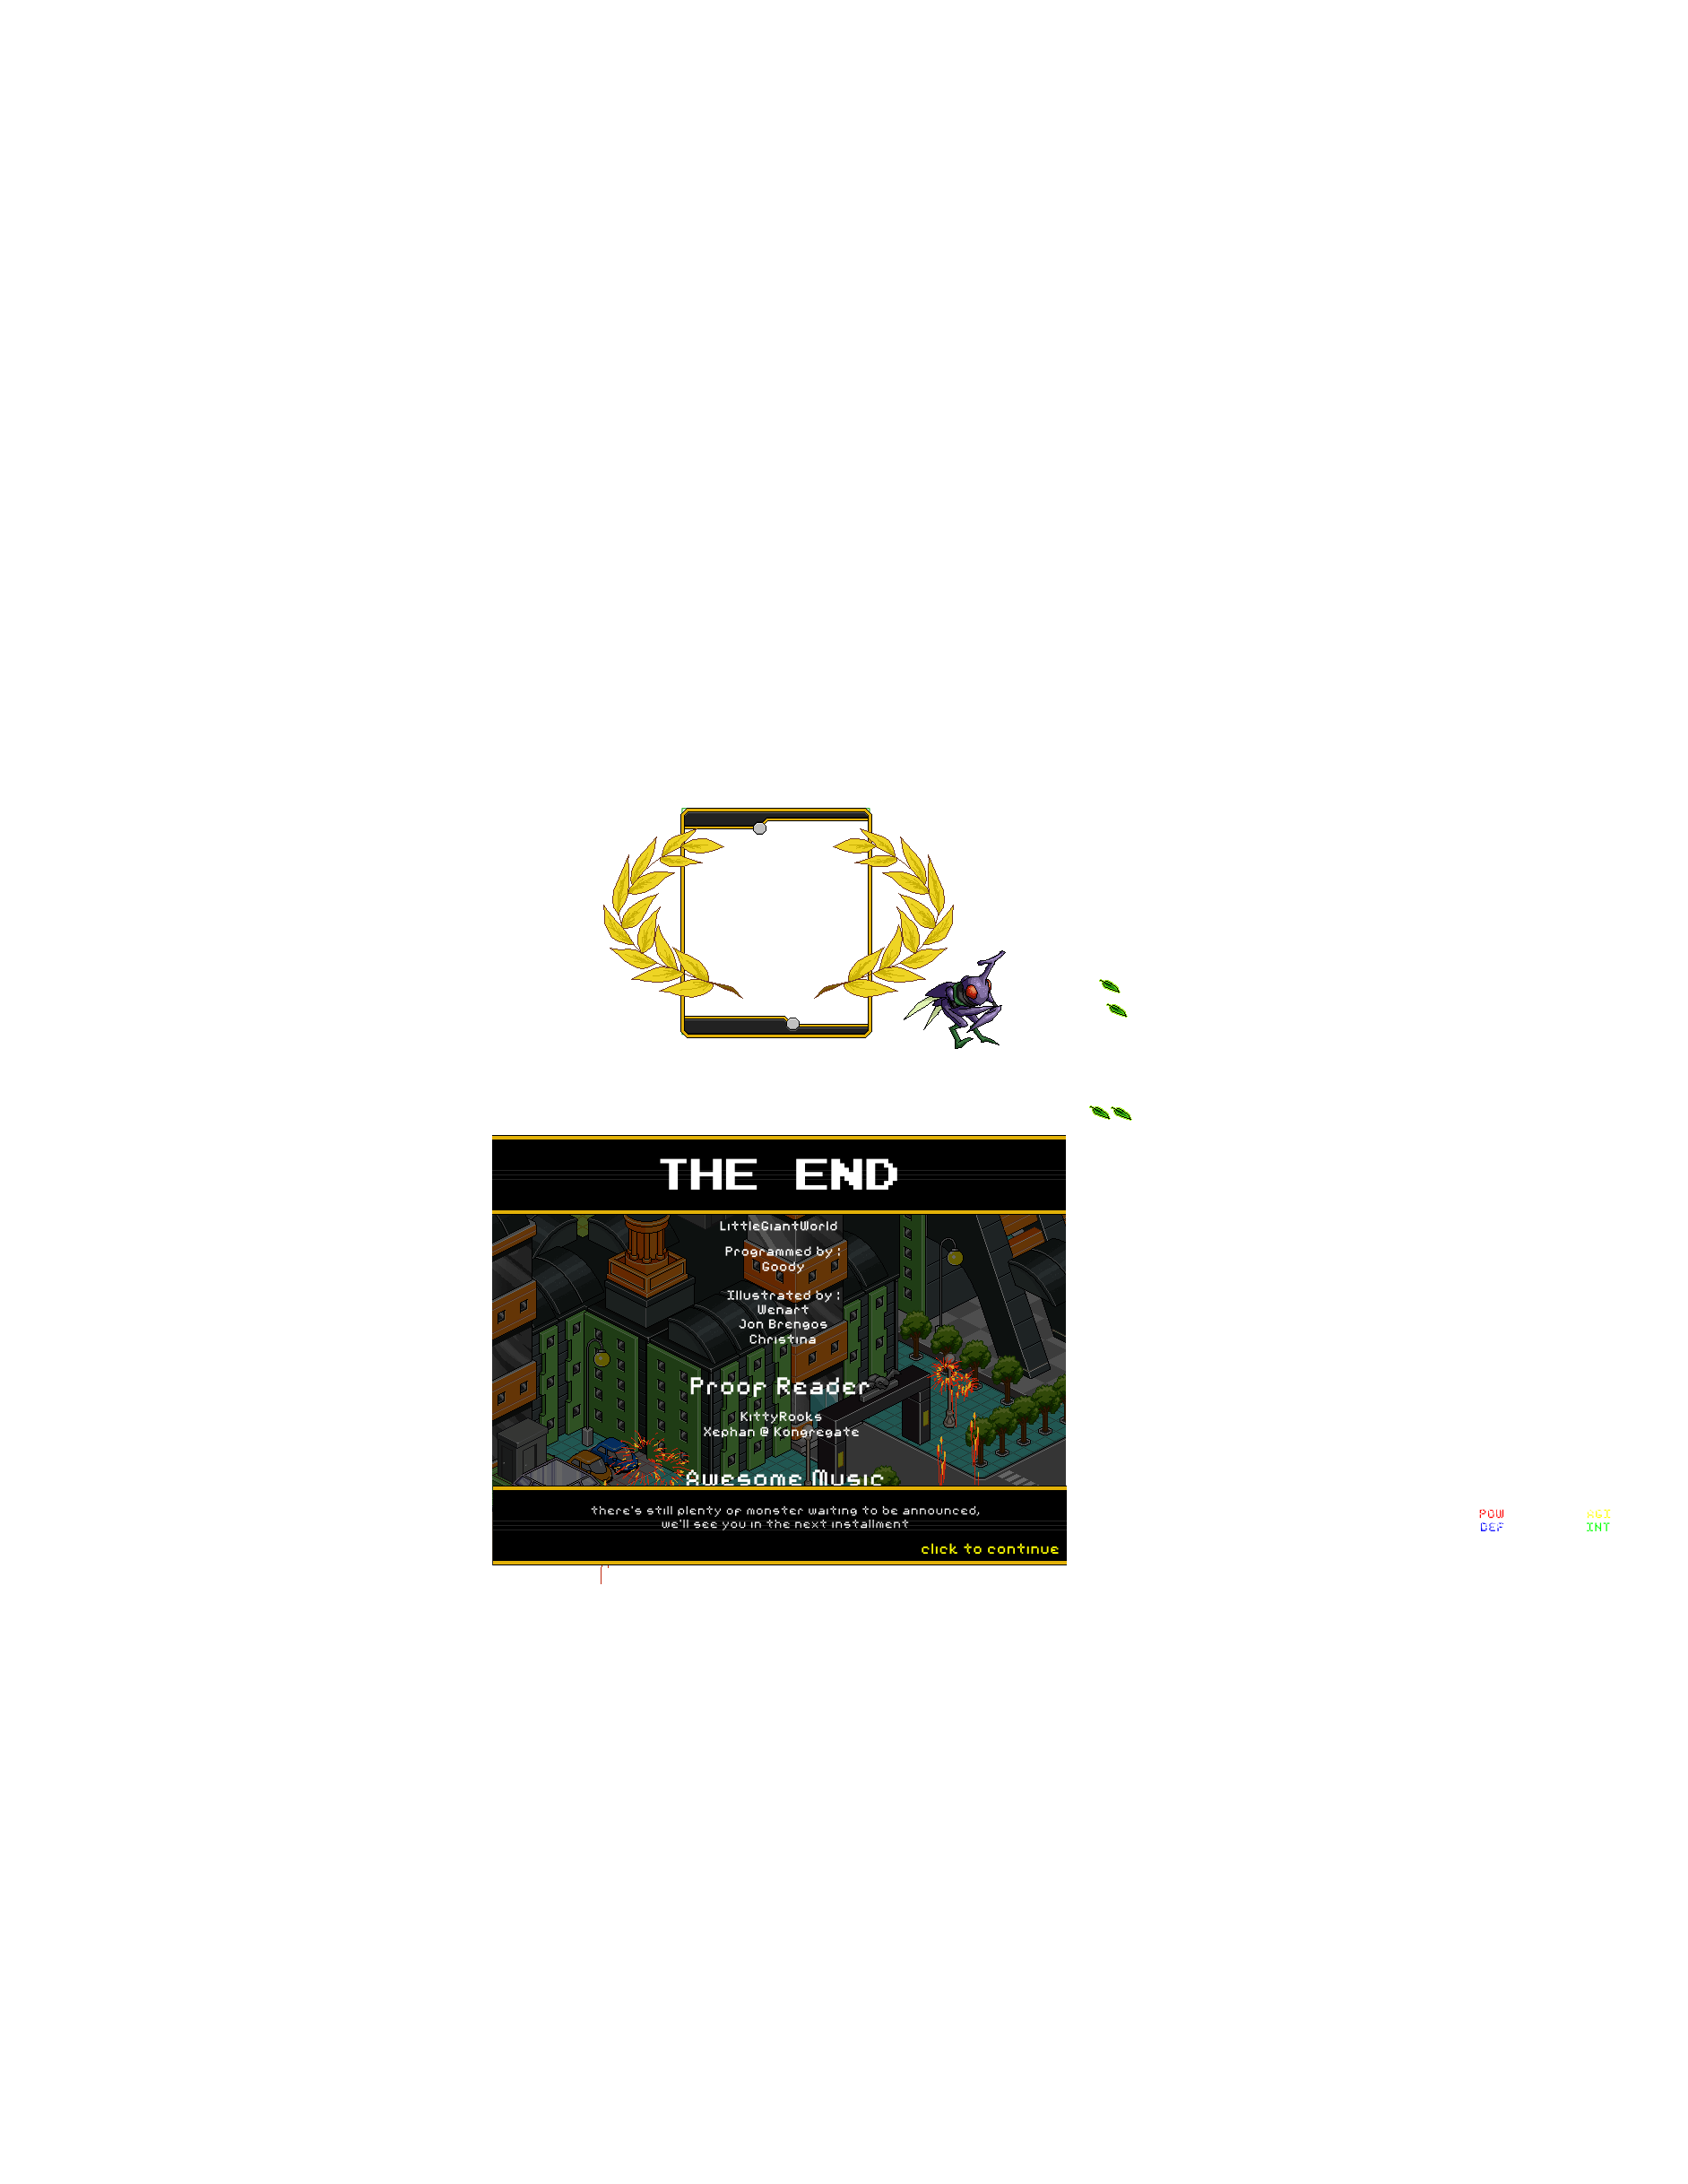 THE END
LittleGiantWorld
Programmed by :
Goody
Illustrated by :
Wenart
Jon Brengos
Christina
Proof Reader
KittyRooks
Xephan @ Kongregate
Awesome Music
there's still plenty of monster waiting to be announced,
we'll see you in the next installment
click to continue
POW AGI
DEF INT